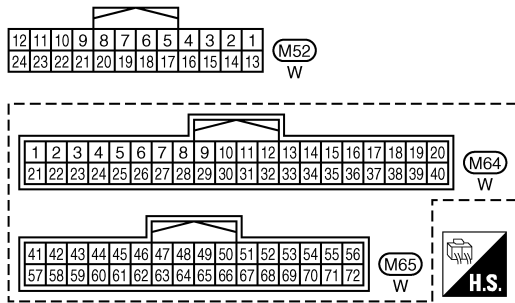 12 11 10 9 8 7 6 5 4 3 2 1
24 23 22 21 20 19 18 17 16 15 14 13
M52
W
1 2 3 4 5 6 7 8 9 10 11 12 13 14 15 16 17 18 19 20
21 22 23 24 25 26 27 28 29 30 31 32 33 34 35 36 37 38 39 40
M64
W
41 42 43 44 45 46 47 48 49 50 51 52 53 54 55 56
57 58 59 60 61 62 63 64 65 66 67 68 69 70 71 72
M65
W
H.S.